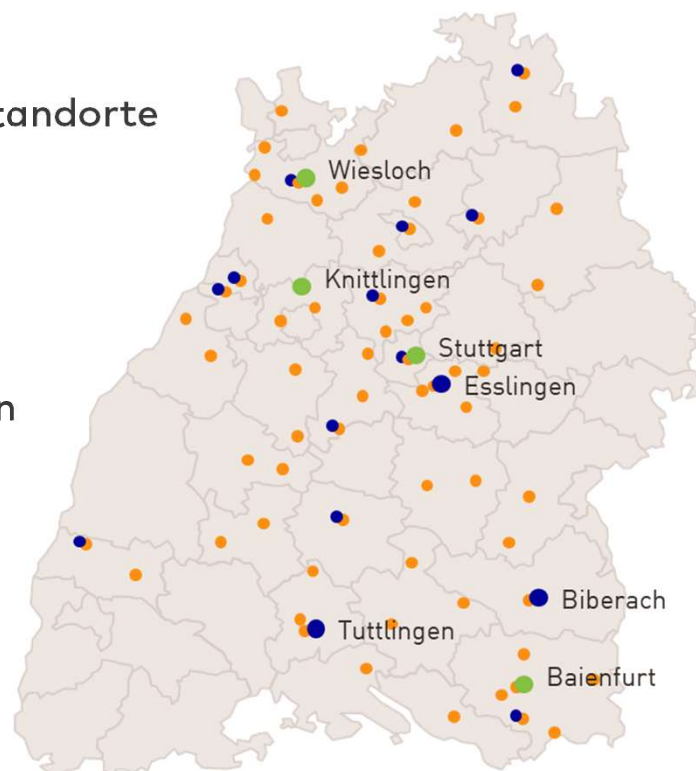 tandorte
Wiesloch
Knittlingen
Stuttgart
Esslingen
n
Biberach
Tuttlingen
Baienfurt